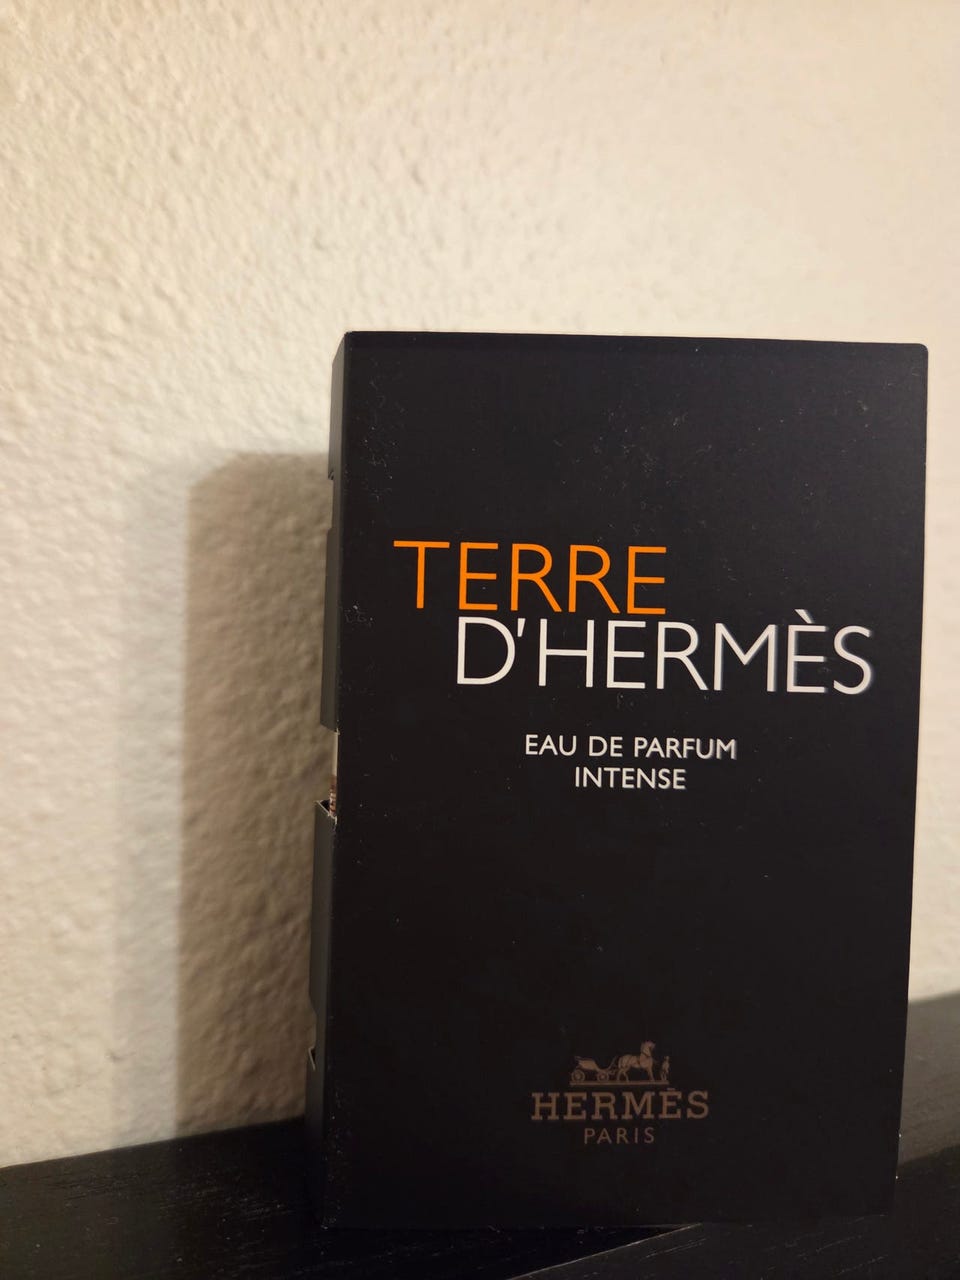 TERRE
D'HERMÈS
EAU DE PARFUM
INTENSE
HERMÈS
PARIS